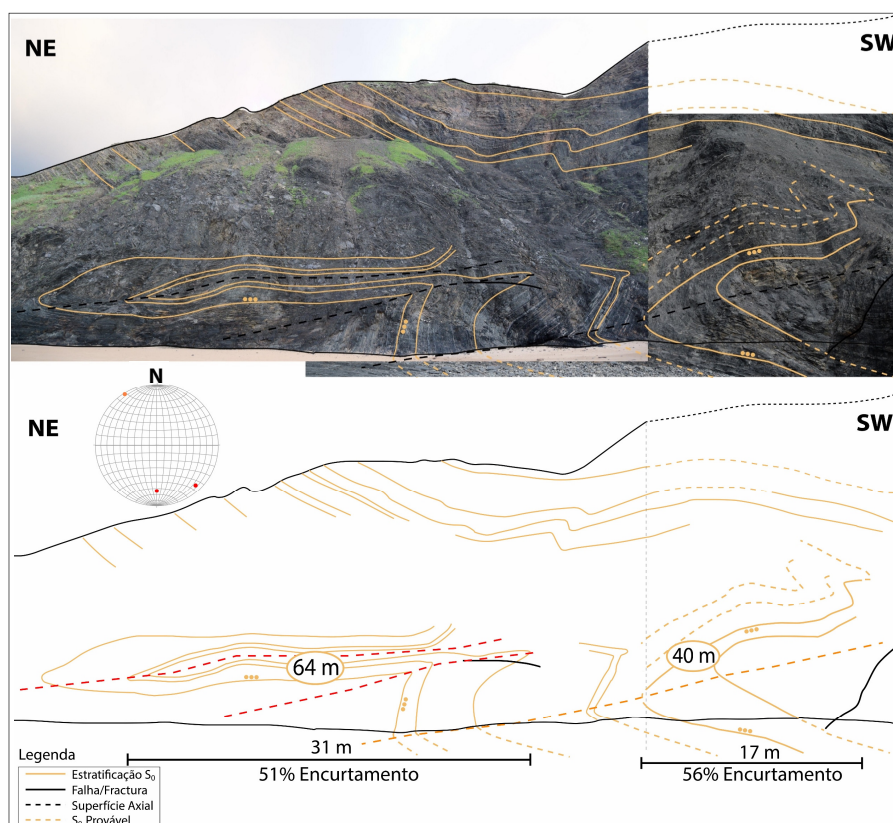 NE
SW
N
NE
SW
64 m
40 m
31 m
51% Encurtamento
17 m
56% Encurtamento
Legenda
Estratificação S₀
Falha/Fractura
Superfície Axial
S₀ Provável